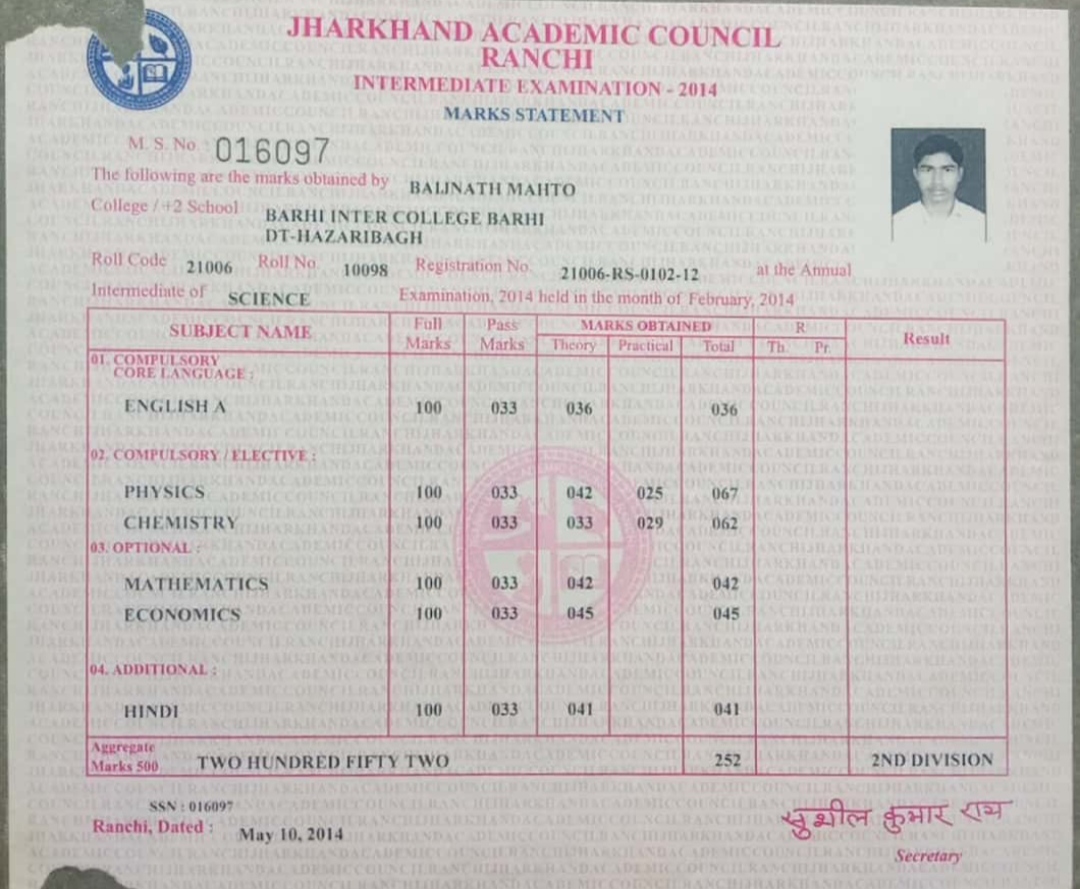 JHARKHAND ACADEMIC COUNCIL
RANCHI
INTERMEDIATE EXAMINATION - 2014
MARKS STATEMENT
M. S. No. : 016097
The following are the marks obtained by BAIJNATH MAHTO
College / +2 School BARHI INTER COLLEGE BARHI
DT-HAZARIBAGH
Roll Code 21006 Roll No. 10098 Registration No. 21006-RS-0102-12 at the Annual
Intermediate of SCIENCE Examination, 2014 held in the month of February, 2014
SUBJECT NAME Full Marks Pass Marks MARKS OBTAINED R Result
Theory Practical Total Th. Pr.
01. COMPULSORY
CORE LANGUAGE :
ENGLISH A 100 033 036 036
02. COMPULSORY / ELECTIVE :
PHYSICS 100 033 042 025 067
CHEMISTRY 100 033 033 029 062
03. OPTIONAL :
MATHEMATICS 100 033 042 042
ECONOMICS 100 033 045 045
04. ADDITIONAL :
HINDI 100 033 041 041
Aggregate
Marks 500 TWO HUNDRED FIFTY TWO 252 2ND DIVISION
SSN : 016097
Ranchi, Dated : May 10, 2014
सुशील कुमार राय
Secretary